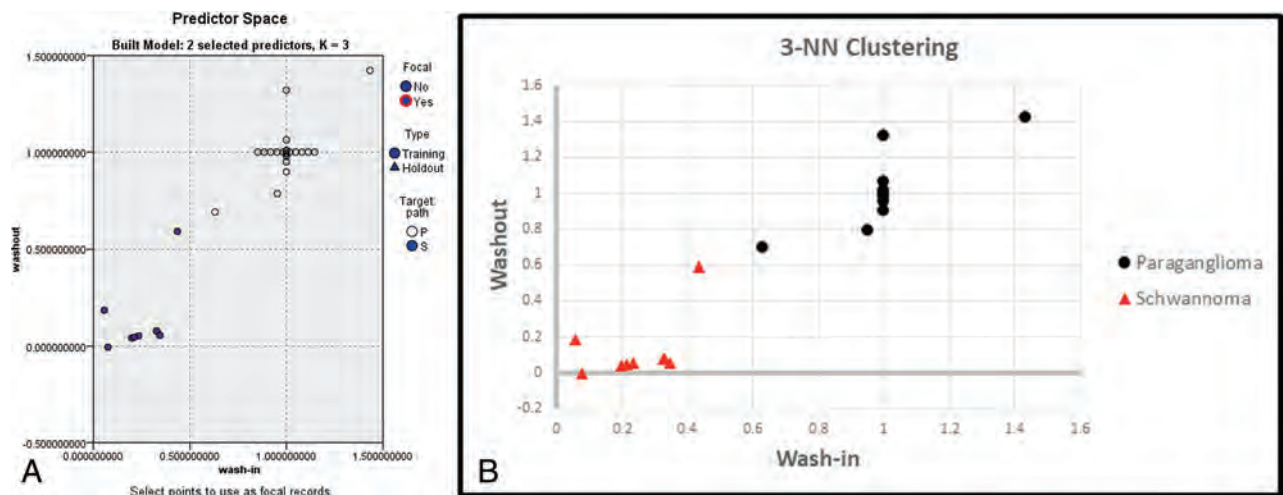 Predictor Space
Built Model: 2 selected predictors, K = 3
1.500000000
1.000000000
0.500000000
0.000000000
-0.500000000
washout
0.00000000
0.50000000
1.00000000
1.50000000
wash-in
Select points to use as focal records
Focal
No
Yes
Type
Training
Holdout
Target:
path
P
S
A
3-NN Clustering
1.6
1.4
1.2
1
0.8
0.6
0.4
0.2
0
-0.2
Washout
0
0.2
0.4
0.6
0.8
1
1.2
1.4
1.6
Wash-in
Paraganglioma
Schwannoma
B